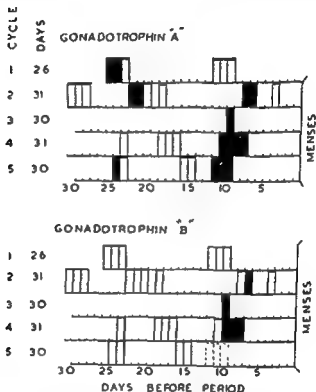 CYCLE DAYS
GONADOTROPHIN "A"
1 26
2 31
3 30
4 31
5 30
30 25 20 15 10 5
MENSES
GONADOTROPHIN "B"
1 26
2 31
3 30
4 31
5 30
30 25 20 15 10 5
MENSES
DAYS BEFORE PERIOD